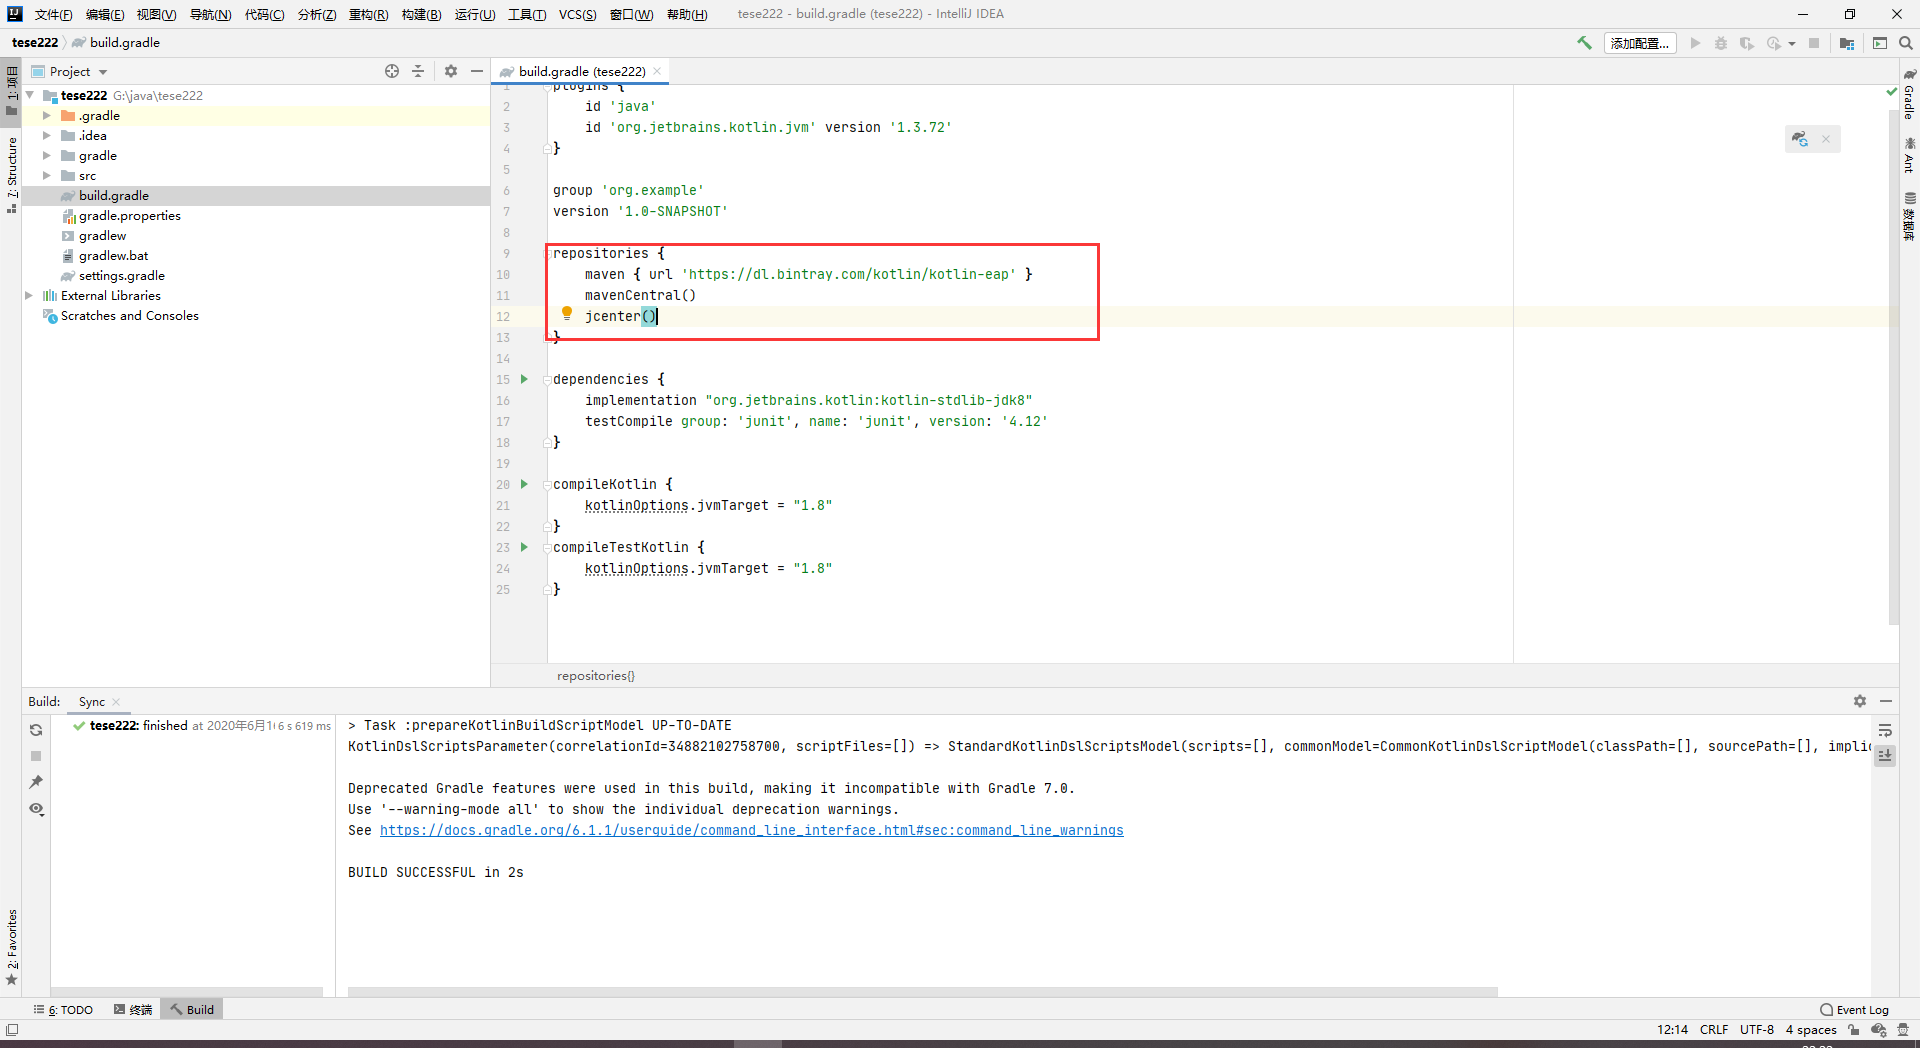 文件(F) 编辑(E) 视图(V) 导航(N) 代码(C) 分析(Z) 重构(R) 构建(B) 运行(U) 工具(T) VCS(S) 窗口(W) 帮助(H) tese222 - build.gradle (tese222) - IntelliJ IDEA
tese222 build.gradle 添加配置...
1: 项目
7: Structure
2: Favorites
Project
tese222 G:\java\tese222
.gradle
.idea
gradle
src
build.gradle
gradle.properties
gradlew
gradlew.bat
settings.gradle
External Libraries
Scratches and Consoles
build.gradle (tese222)
1 plugins {
2 id 'java'
3 id 'org.jetbrains.kotlin.jvm' version '1.3.72'
4 }
5
6 group 'org.example'
7 version '1.0-SNAPSHOT'
8
9 repositories {
10 maven { url 'https://dl.bintray.com/kotlin/kotlin-eap' }
11 mavenCentral()
12 jcenter()
13 }
14
15 dependencies {
16 implementation "org.jetbrains.kotlin:kotlin-stdlib-jdk8"
17 testCompile group: 'junit', name: 'junit', version: '4.12'
18 }
19
20 compileKotlin {
21 kotlinOptions.jvmTarget = "1.8"
22 }
23 compileTestKotlin {
24 kotlinOptions.jvmTarget = "1.8"
25 }
repositories{}
Gradle
Ant
数据库
Build: Sync
tese222: finished at 2020年6月1 6 s 619 ms
> Task :prepareKotlinBuildScriptModel UP-TO-DATE
KotlinDslScriptsParameter(correlationId=34882102758700, scriptFiles=[]) => StandardKotlinDslScriptsModel(scripts=[], commonModel=CommonKotlinDslScriptModel(classPath=[], sourcePath=[], implic
Deprecated Gradle features were used in this build, making it incompatible with Gradle 7.0.
Use '--warning-mode all' to show the individual deprecation warnings.
See https://docs.gradle.org/6.1.1/userguide/command_line_interface.html#sec:command_line_warnings
BUILD SUCCESSFUL in 2s
6: TODO 终端 Build Event Log
12:14 CRLF UTF-8 4 spaces